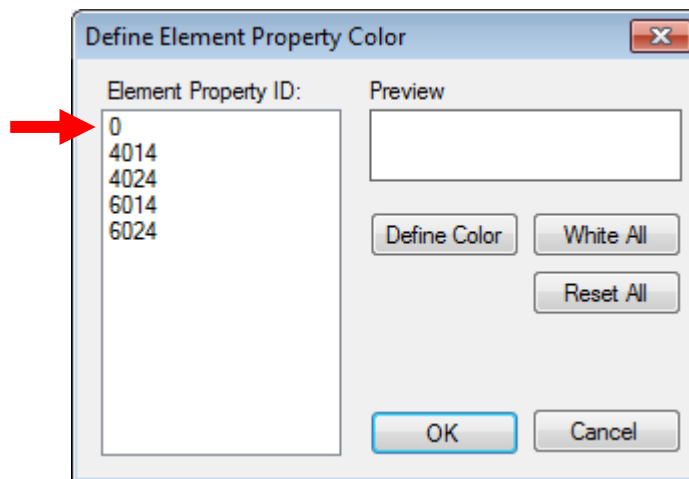 Define Element Property Color
Element Property ID:
0
4014
4024
6014
6024
Preview
Define Color
White All
Reset All
OK
Cancel